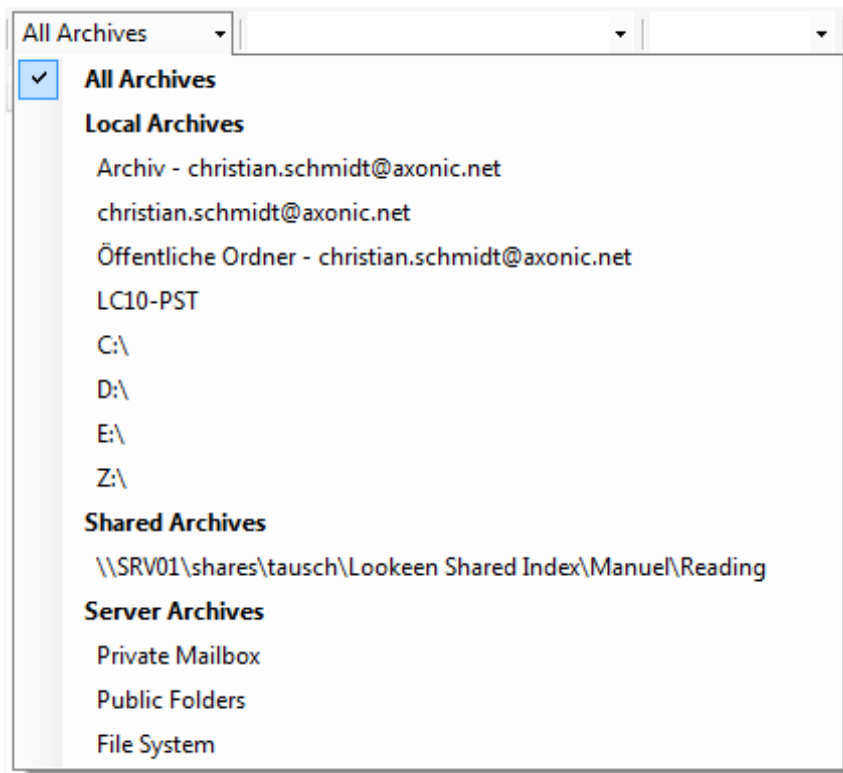 All Archives
All Archives
Local Archives
Archiv - christian.schmidt@axonic.net
christian.schmidt@axonic.net
Öffentliche Ordner - christian.schmidt@axonic.net
LC10-PST
C:\
D:\
E:\
Z:\
Shared Archives
\\SRV01\shares\tausch\Lookeen Shared Index\Manuel\Reading
Server Archives
Private Mailbox
Public Folders
File System